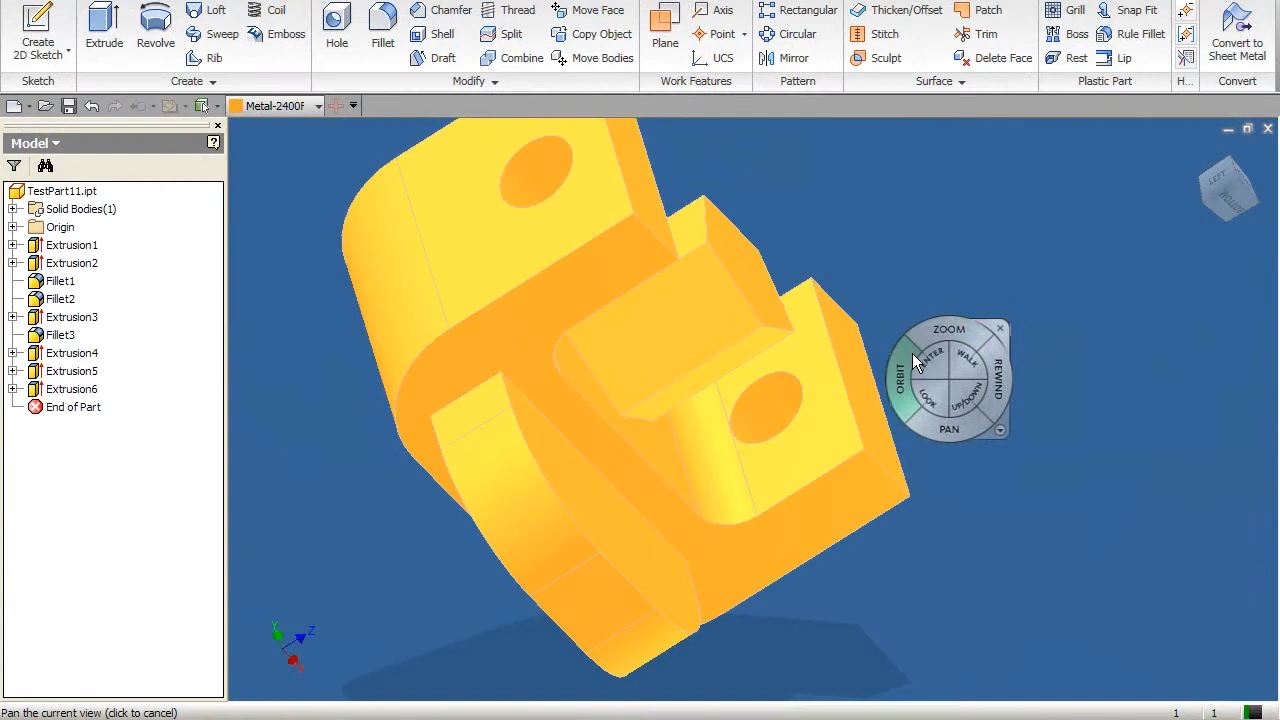 Loft Coil Chamfer Thread Move Face Axis Rectangular Thicken/Offset Patch Grill Snap Fit
Create
2D Sketch
Extrude Revolve Sweep Emboss Hole Fillet Shell Split Copy Object Plane Point Circular Stitch Trim Boss Rule Fillet
Convert to
Sheet Metal
Rib Draft Combine Move Bodies UCS Mirror Sculpt Delete Face Rest Lip
Sketch Create Modify Work Features Pattern Surface Plastic Part H... Convert
Metal-2400F
Model
TestPart11.ipt
Solid Bodies(1)
Origin
Extrusion1
Extrusion2
Fillet1
Fillet2
Extrusion3
Fillet3
Extrusion4
Extrusion5
Extrusion6
End of Part
LEFT
BOTTOM
ZOOM
CENTER WALK
ORBIT REWIND
LOOK UP/DOWN
PAN
Y
Z
X
Pan the current view (click to cancel) 1 1